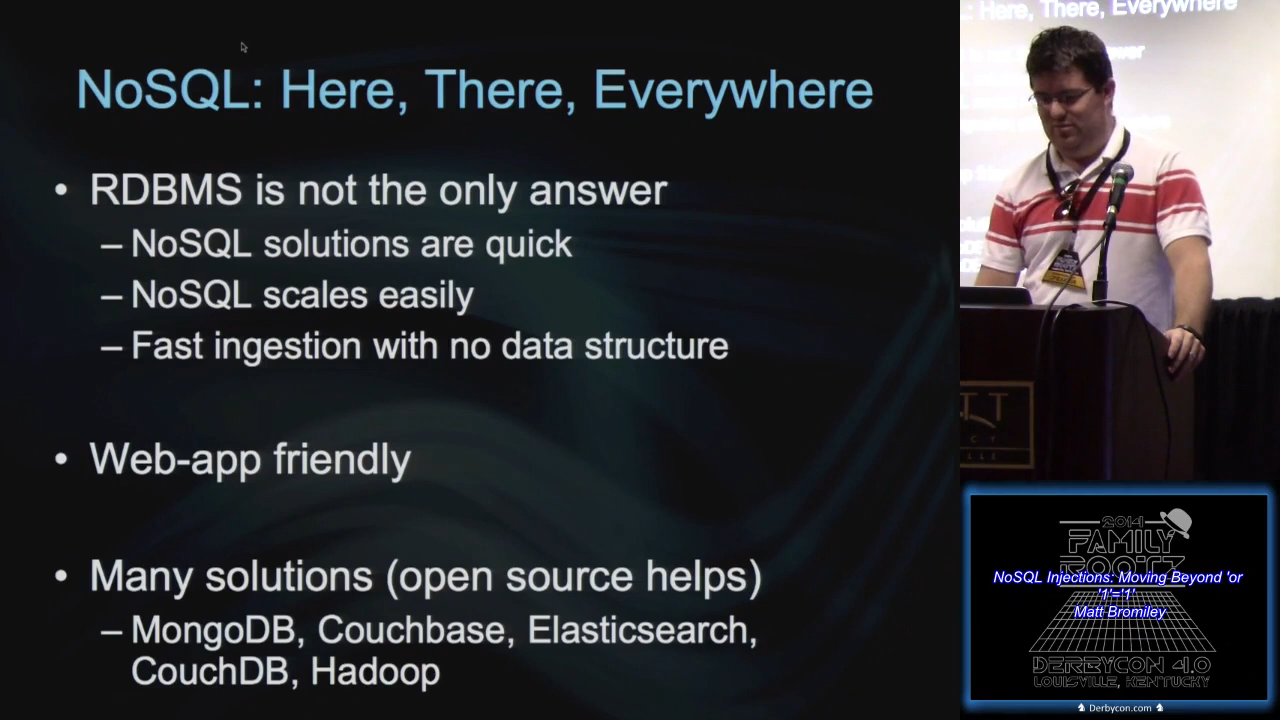 NoSQL: Here, There, Everywhere
• RDBMS is not the only answer
– NoSQL solutions are quick
– NoSQL scales easily
– Fast ingestion with no data structure
• Web-app friendly
• Many solutions (open source helps)
– MongoDB, Couchbase, Elasticsearch,
CouchDB, Hadoop
: Here, There, Everywhere
2014
FAMILY
ROOTZ
NoSQL Injections: Moving Beyond 'or
'1'='1'
Matt Bromiley
DERBYCON 4.0
LOUISVILLE, KENTUCKY
Derbycon.com